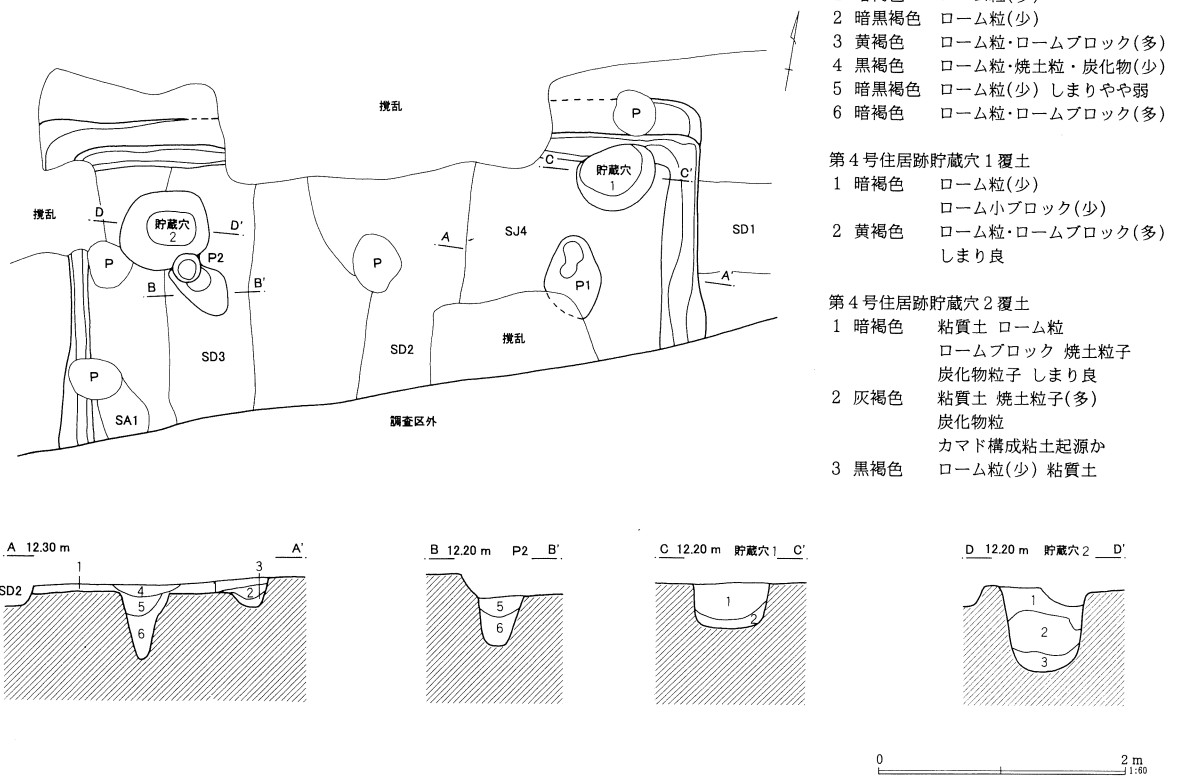 2 暗黒褐色 ローム粒(少)
3 黄褐色 ローム粒・ロームブロック(多)
4 黒褐色 ローム粒・焼土粒・炭化物(少)
5 暗黒褐色 ローム粒(少) しまりやや弱
6 暗褐色 ローム粒・ロームブロック(多)
第4号住居跡貯蔵穴1覆土
1 暗褐色 ローム粒(少)
ローム小ブロック(少)
2 黄褐色 ローム粒・ロームブロック(多)
しまり良
第4号住居跡貯蔵穴2覆土
1 暗褐色 粘質土 ローム粒
ロームブロック 焼土粒子
炭化物粒子 しまり良
2 灰褐色 粘質土 焼土粒子(多)
炭化物粒
カマド構成粘土起源か
3 黒褐色 ローム粒(少) 粘質土
攪乱
P
C
貯蔵穴
1
C'
攪乱
D
貯蔵穴
2
D'
A
SJ4
SD1
P
P2
P
P1
A'
B
B'
SD3
SD2
攪乱
P
SA1
調査区外
A 12.30 m
A'
B 12.20 m P2 B'
C 12.20 m 貯蔵穴1 C'
D 12.20 m 貯蔵穴2 D'
1
3
SD2
4
2
5
6
5
6
1
2
1
2
3
0
2 m
1:60